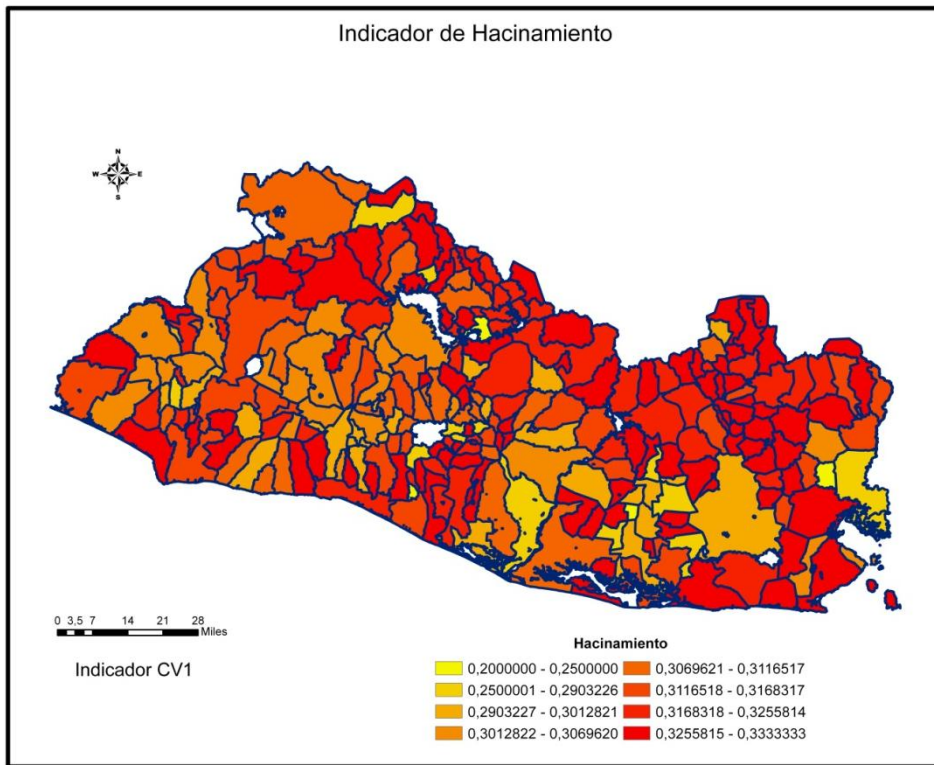 Indicador de Hacinamiento
N
W E
S
0 3,5 7 14 21 28
Miles
Indicador CV1
Hacinamiento
0,2000000 - 0,2500000
0,2500001 - 0,2903226
0,2903227 - 0,3012821
0,3012822 - 0,3069620
0,3069621 - 0,3116517
0,3116518 - 0,3168317
0,3168318 - 0,3255814
0,3255815 - 0,3333333